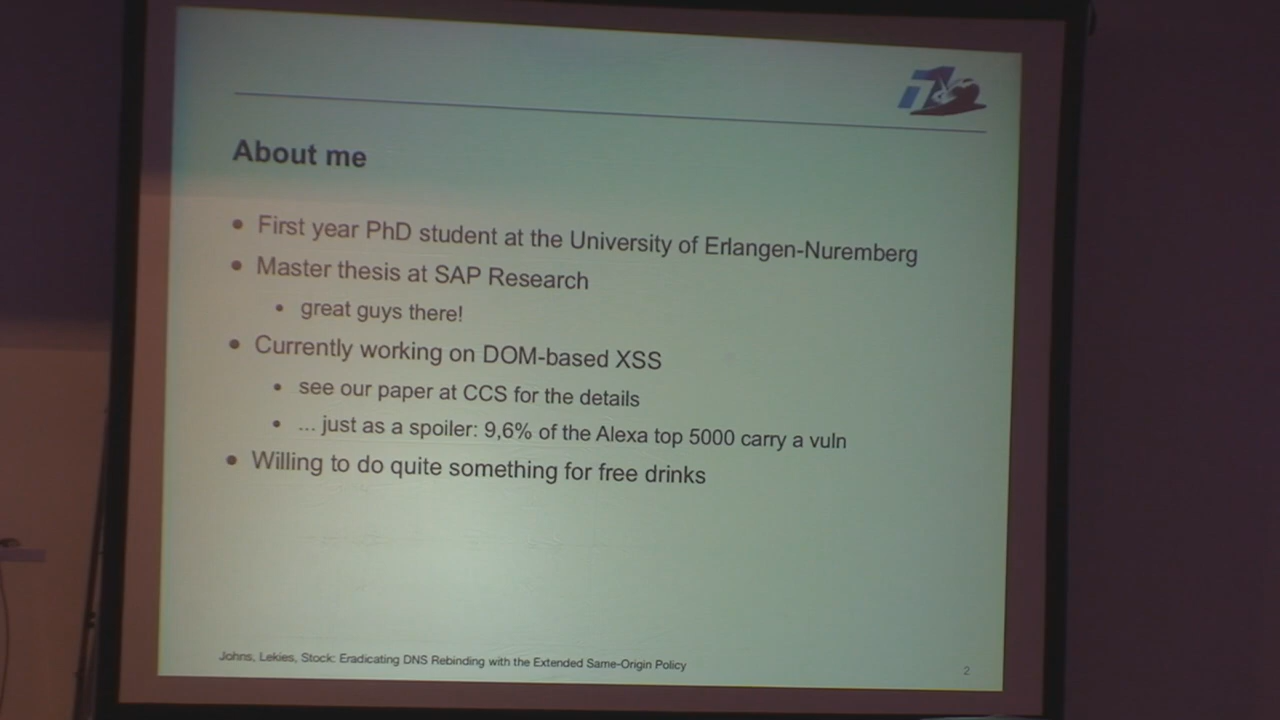 About me
• First year PhD student at the University of Erlangen-Nuremberg
• Master thesis at SAP Research
• great guys there!
• Currently working on DOM-based XSS
• see our paper at CCS for the details
• ... just as a spoiler: 9,6% of the Alexa top 5000 carry a vuln
• Willing to do quite something for free drinks
Johns, Lekies, Stock: Eradicating DNS Rebinding with the Extended Same-Origin Policy
2